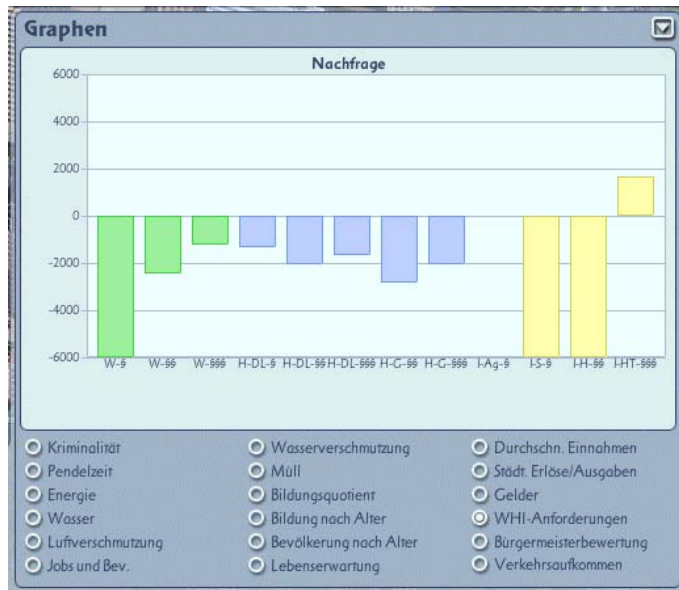 Graphen
Nachfrage
6000
4000
2000
0
-2000
-4000
-6000
W-§ W-§§ W-§§§ H-DL-§ H-DL-§§ H-DL-§§§ H-G-§§ H-G-§§§ I-Ag-§ I-S-§ I-H-§§ I-HT-§§§
Kriminalität Wasserverschmutzung Durchschn. Einnahmen
Pendelzeit Müll Städt. Erlöse/Ausgaben
Energie Bildungsquotient Gelder
Wasser Bildung nach Alter WHI-Anforderungen
Luftverschmutzung Bevölkerung nach Alter Bürgermeisterbewertung
Jobs und Bev. Lebenserwartung Verkehrsaufkommen